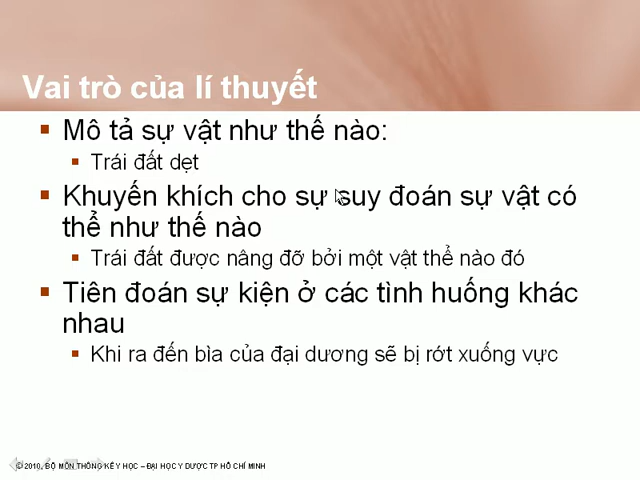 Vai trò của lí thuyết
Mô tả sự vật như thế nào:
Trái đất dẹt
Khuyến khích cho sự suy đoán sự vật có
thể như thế nào
Trái đất được nâng đỡ bởi một vật thể nào đó
Tiên đoán sự kiện ở các tình huống khác
nhau
Khi ra đến bìa của đại dương sẽ bị rớt xuống vực
© 2010, BỘ MÔN THỐNG KÊ Y HỌC – ĐẠI HỌC Y DƯỢC TP HỒ CHÍ MINH